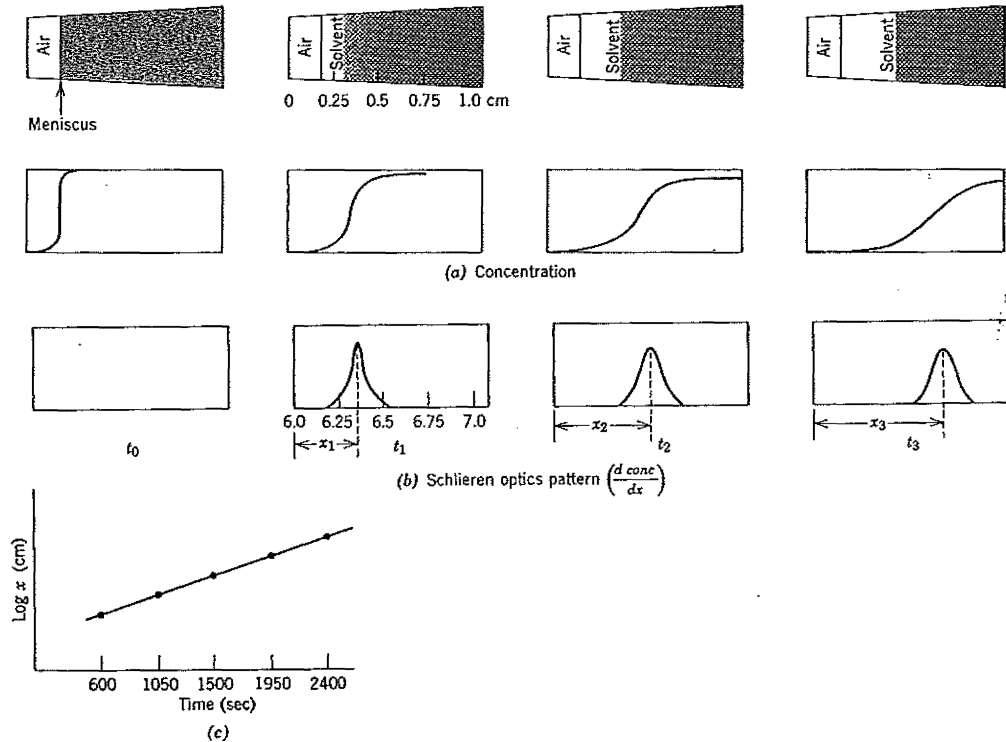 Air
Air
Solvent
Air
Solvent
Air
Solvent
0 0.25 0.5 0.75 1.0 cm
Meniscus
(a) Concentration
6.0 6.25 6.5 6.75 7.0
x₁
x₂
x₃
t₀ t₁ t₂ t₃
(b) Schlieren optics pattern (d conc/dx)
Log x (cm)
600 1050 1500 1950 2400
Time (sec)
(c)